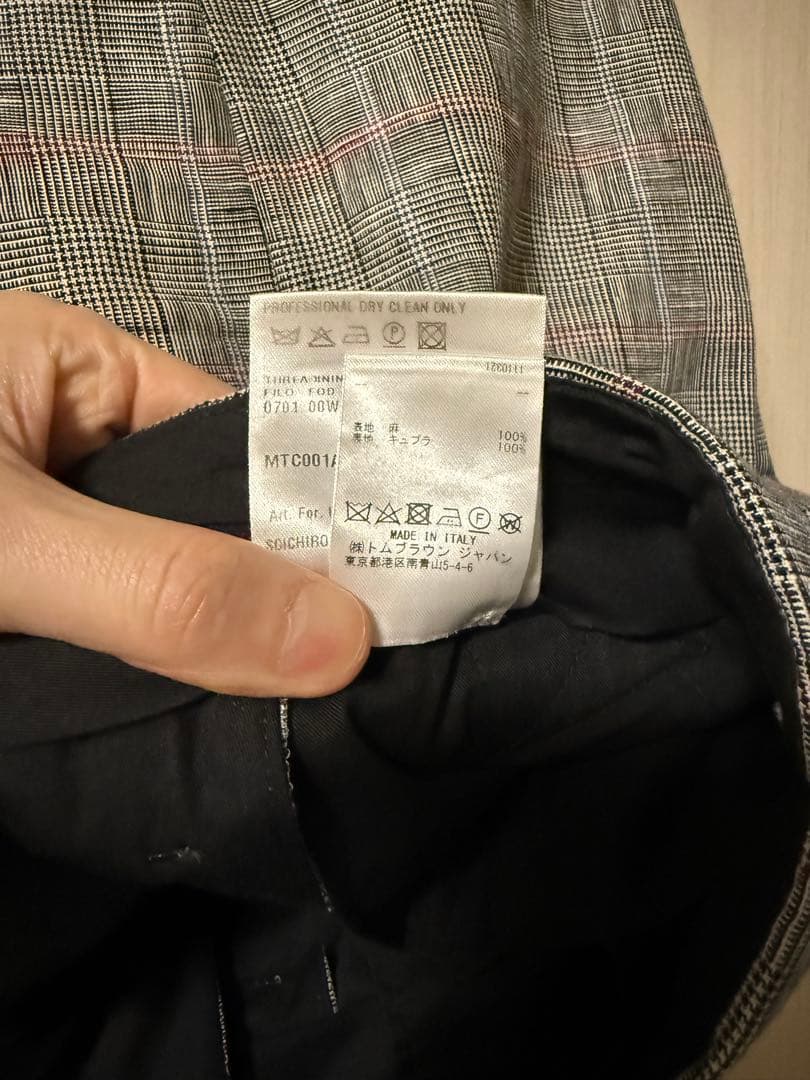 PROFESSIONAL DRY CLEAN ONLY
P
FILO FOD
0701 00W
MTC001A
Art. For.
SOICHIRO
1110321
--
--
表地 麻 100%
裏地 キュプラ 100%
F W
MADE IN ITALY
㈱トムブラウン ジャパン
東京都港区南青山5-4-6